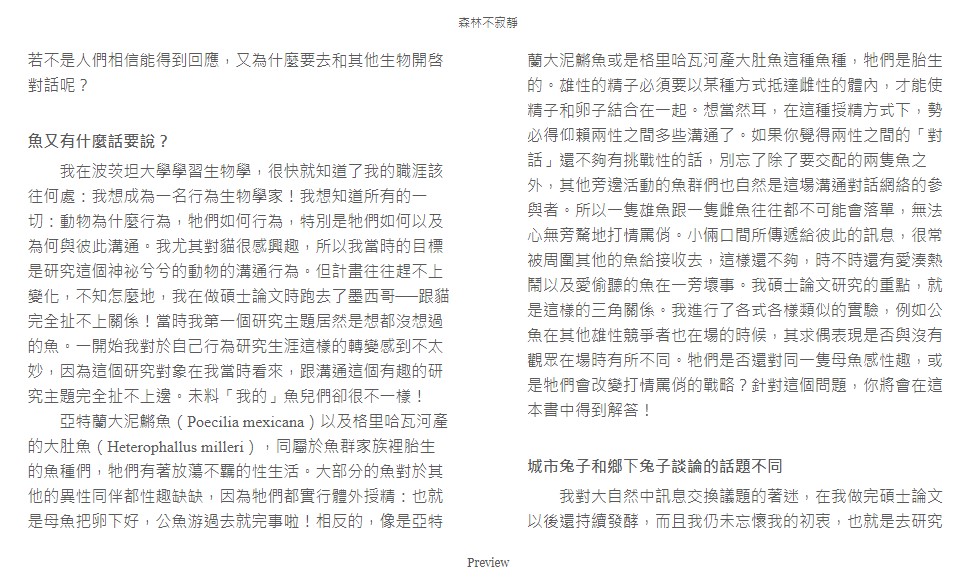 森林不寂靜
若不是人們相信能得到回應，又為什麼要去和其他生物開啓
對話呢？
魚又有什麼話要說？
我在波茨坦大學學習生物學，很快就知道了我的職涯該
往何處：我想成為一名行為生物學家！我想知道所有的一
切：動物為什麼行為，牠們如何行為，特別是牠們如何以及
為何與彼此溝通。我尤其對貓很感興趣，所以我當時的目標
是研究這個神祕兮兮的動物的溝通行為。但計畫往往趕不上
變化，不知怎麼地，我在做碩士論文時跑去了墨西哥──跟貓
完全扯不上關係！當時我第一個研究主題居然是想都沒想過
的魚。一開始我對於自己行為研究生涯這樣的轉變感到不太
妙，因為這個研究對象在我當時看來，跟溝通這個有趣的研
究主題完全扯不上邊。未料「我的」魚兒們卻很不一樣！
亞特蘭大泥鱂魚（Poecilia mexicana）以及格里哈瓦河產
的大肚魚（Heterophallus milleri），同屬於魚群家族裡胎生
的魚種們，牠們有著放蕩不羈的性生活。大部分的魚對於其
他的異性同伴都性趣缺缺，因為牠們都實行體外授精：也就
是母魚把卵下好，公魚游過去就完事啦！相反的，像是亞特
蘭大泥鱂魚或是格里哈瓦河產大肚魚這種魚種，牠們是胎生
的。雄性的精子必須要以某種方式抵達雌性的體內，才能使
精子和卵子結合在一起。想當然耳，在這種授精方式下，勢
必得仰賴兩性之間多些溝通了。如果你覺得兩性之間的「對
話」還不夠有挑戰性的話，別忘了除了要交配的兩隻魚之
外，其他旁邊活動的魚群們也自然是這場溝通對話網絡的參
與者。所以一隻雄魚跟一隻雌魚往往都不可能會落單，無法
心無旁騖地打情罵俏。小倆口間所傳遞給彼此的訊息，很常
被周圍其他的魚給接收去，這樣還不夠，時不時還有愛湊熱
鬧以及愛偷聽的魚在一旁壞事。我碩士論文研究的重點，就
是這樣的三角關係。我進行了各式各樣類似的實驗，例如公
魚在其他雄性競爭者也在場的時候，其求偶表現是否與沒有
觀眾在場時有所不同。牠們是否還對同一隻母魚感性趣，或
是牠們會改變打情罵俏的戰略？針對這個問題，你將會在這
本書中得到解答！
城市兔子和鄉下兔子談論的話題不同
我對大自然中訊息交換議題的著迷，在我做完碩士論文
以後還持續發酵，而且我仍未忘懷我的初衷，也就是去研究
Preview